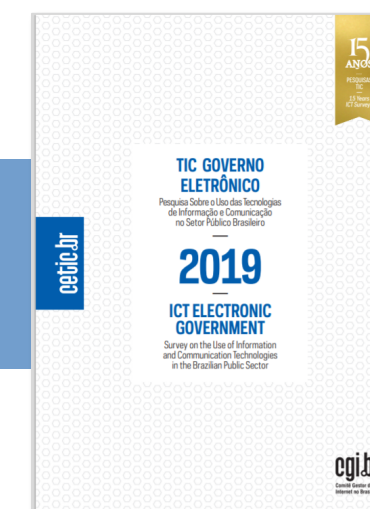 15
ANOS
PESQUISAS
TIC
15 Years
ICT Surveys
TIC GOVERNO
ELETRÔNICO
Pesquisa Sobre o Uso das Tecnologias
de Informação e Comunicação
no Setor Público Brasileiro
2019
ICT ELECTRONIC
GOVERNMENT
Survey on the Use of Information
and Communication Technologies
in the Brazilian Public Sector
cetic.br
cgi.b
Comitê Gestor d
Internet no Bras